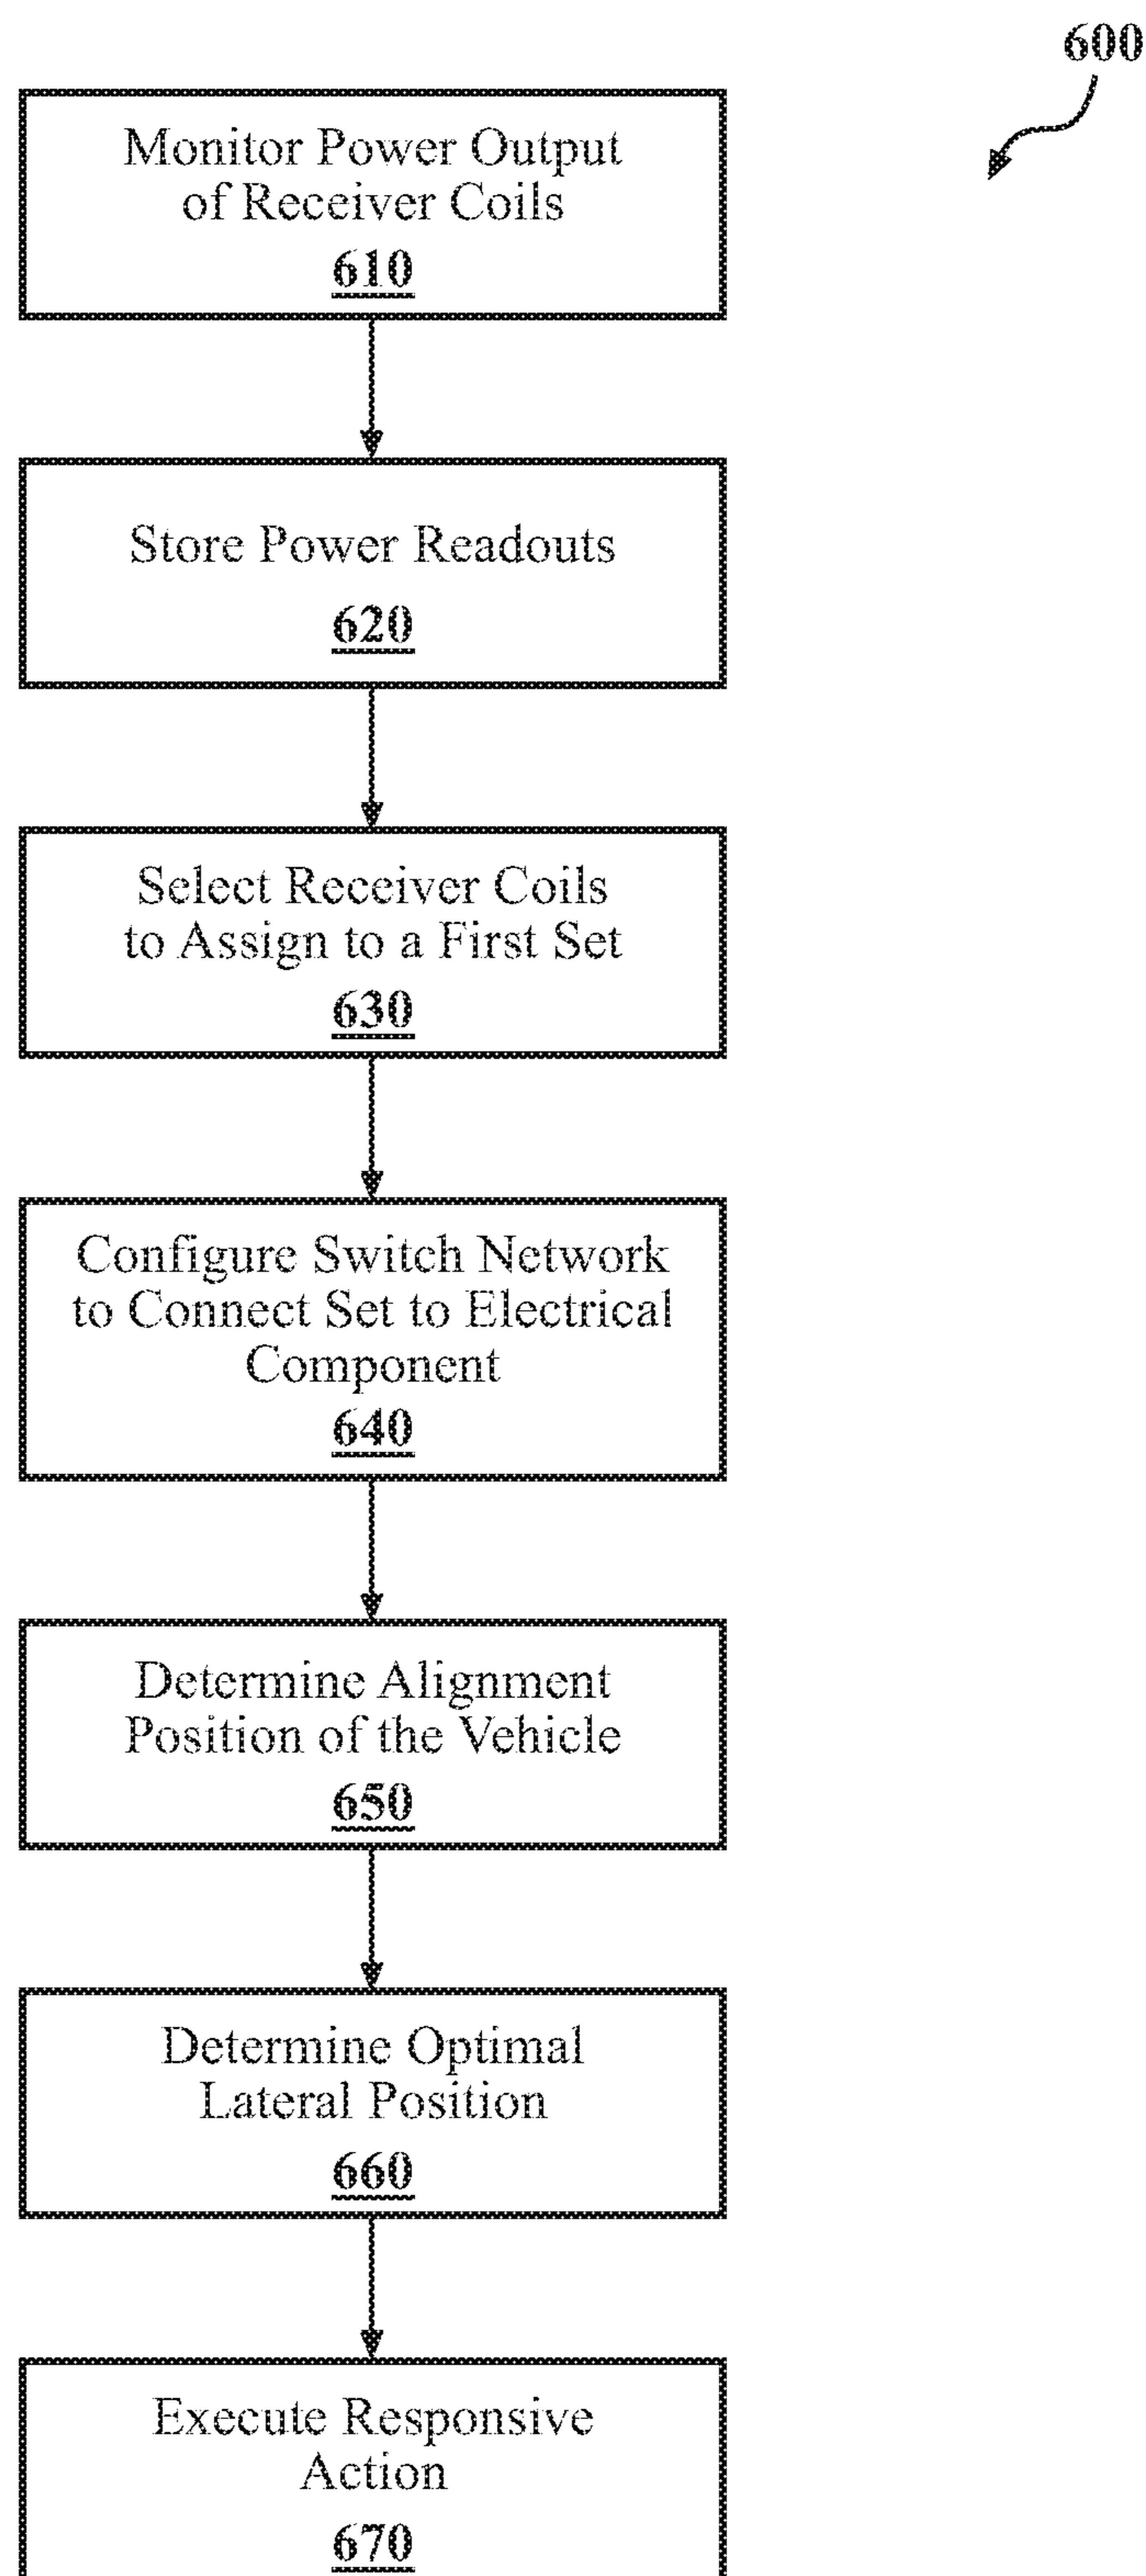 600
Monitor Power Output
of Receiver Coils
610
Store Power Readouts
620
Select Receiver Coils
to Assign to a First Set
630
Configure Switch Network
to Connect Set to Electrical
Component
640
Determine Alignment
Position of the Vehicle
650
Determine Optimal
Lateral Position
660
Execute Responsive
Action
670